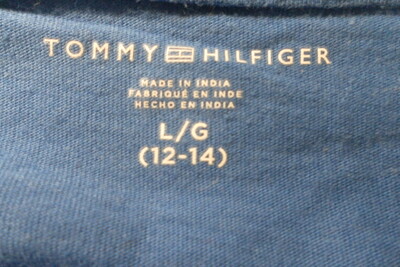 TOMMY HILFIGER
MADE IN INDIA
FABRIQUÉ EN INDE
HECHO EN INDIA
L/G
(12-14)